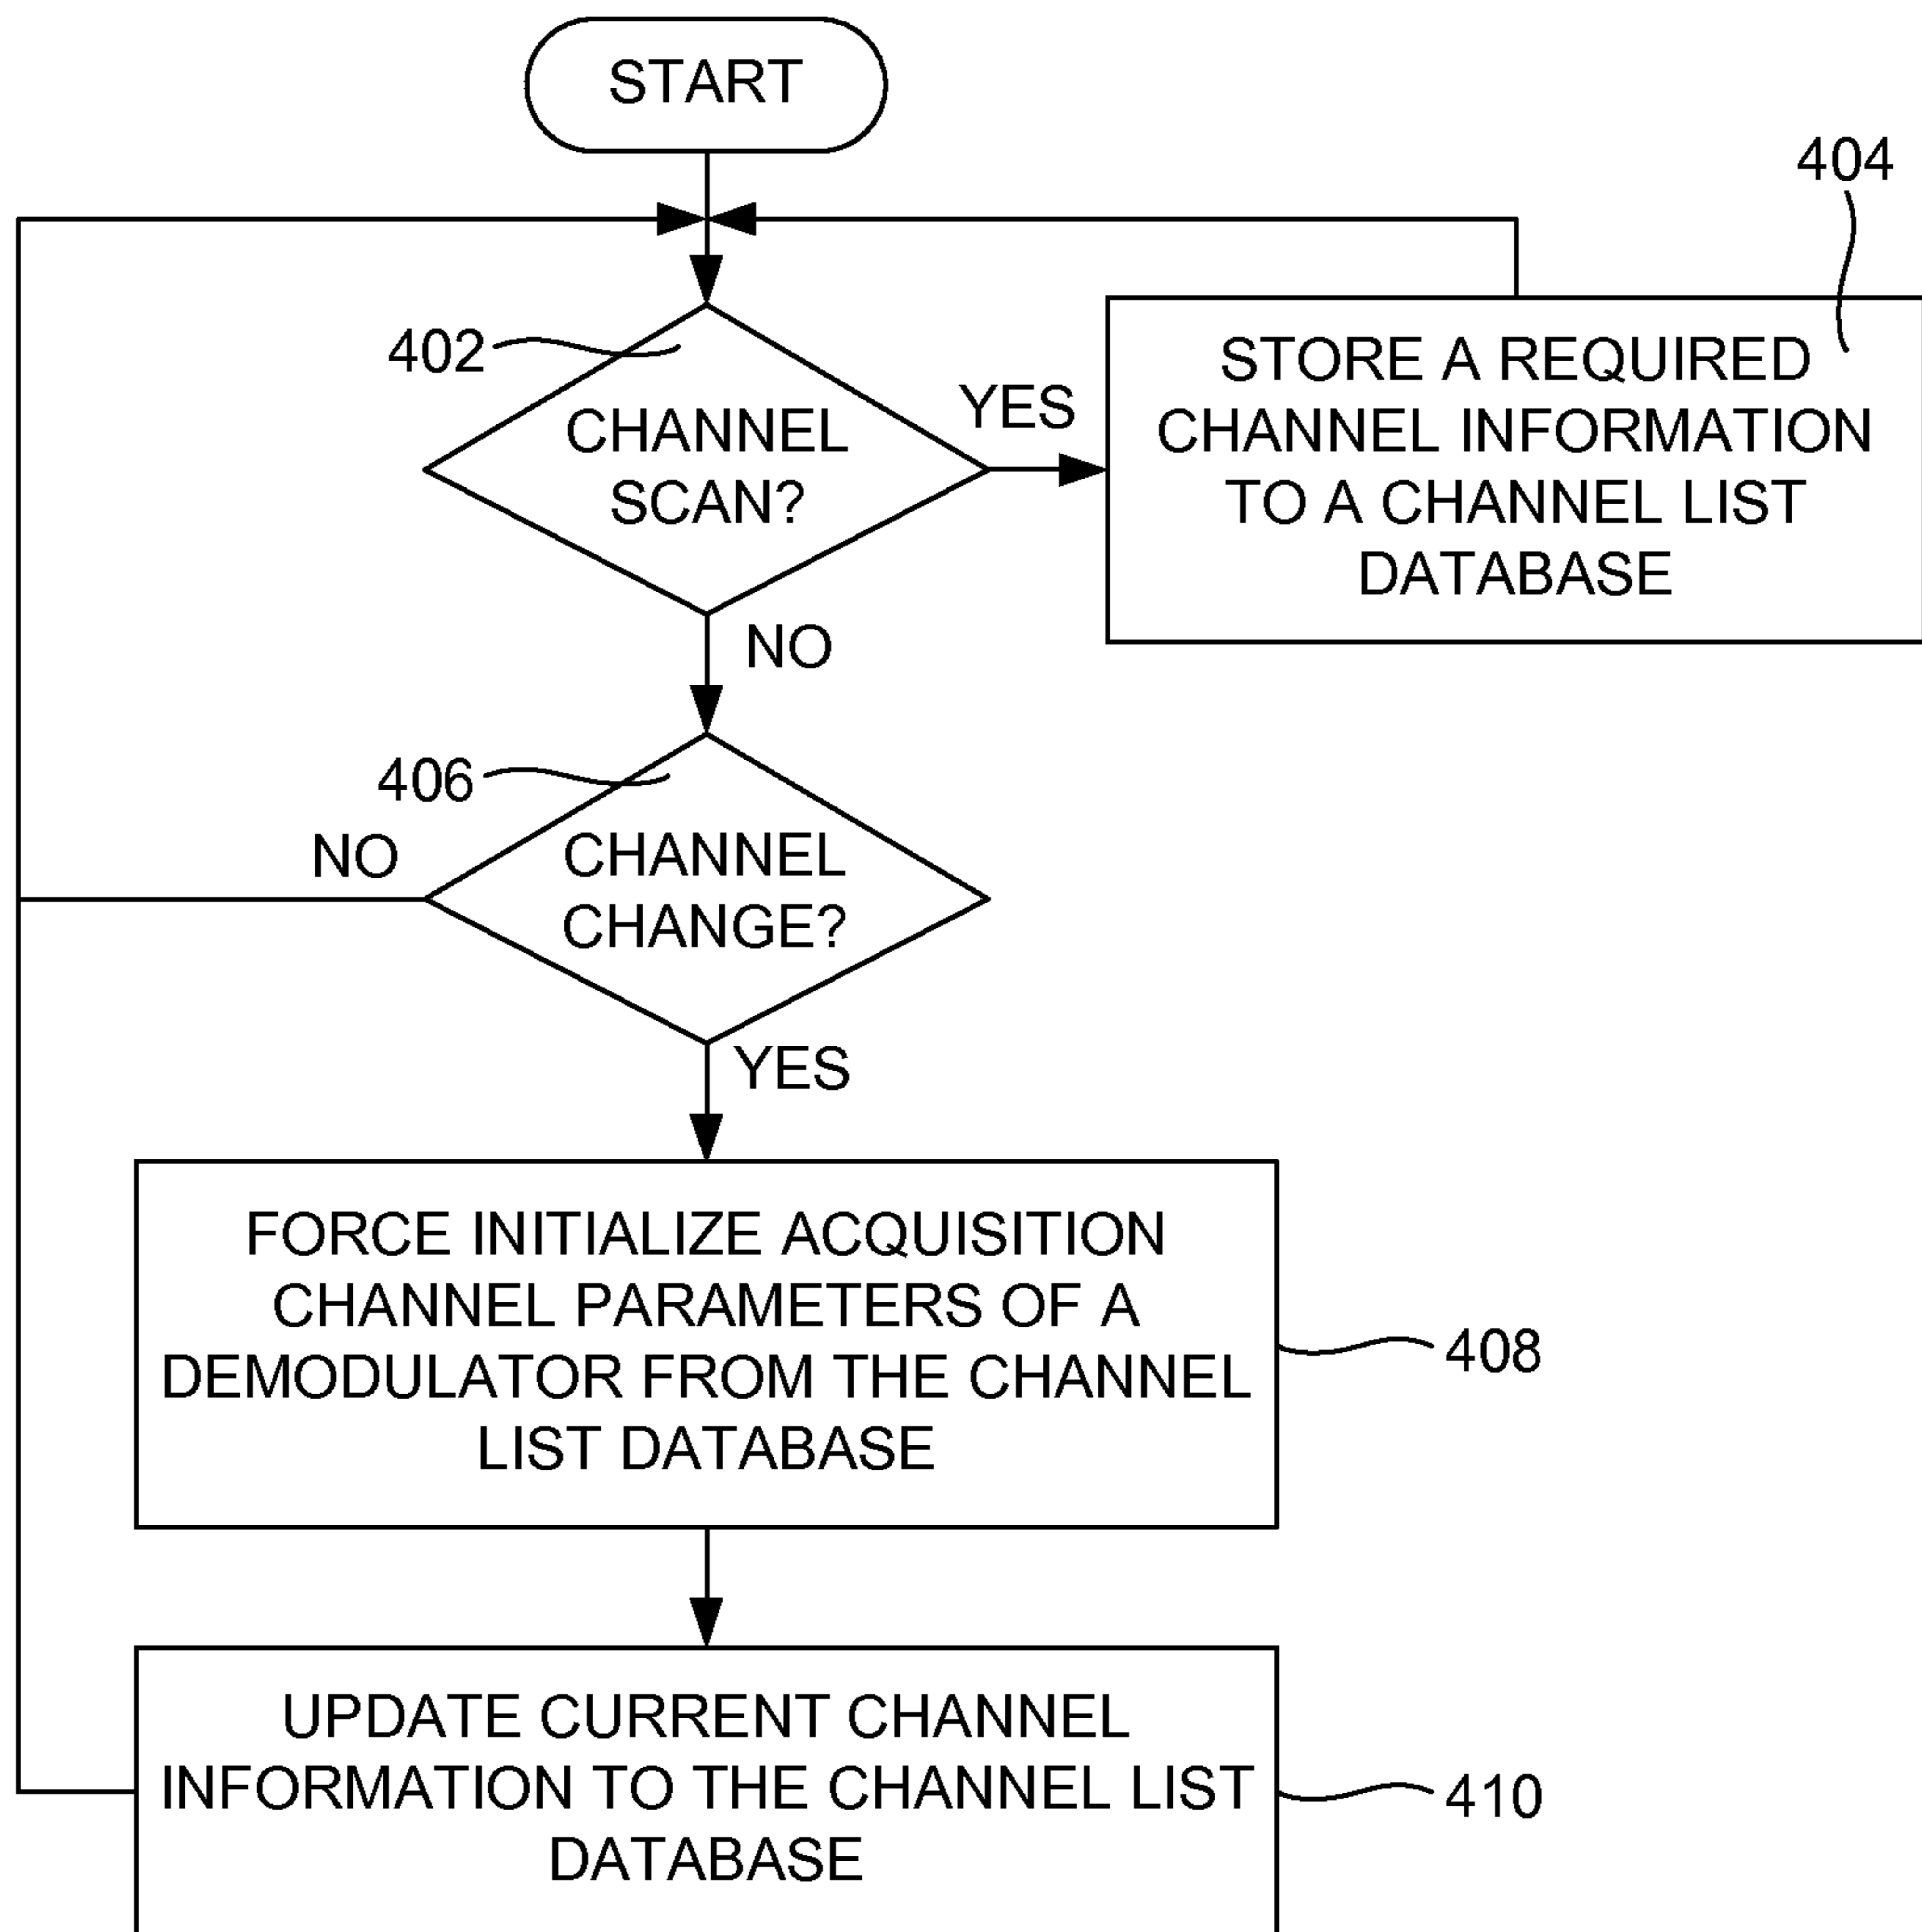 START
404
402
CHANNEL
SCAN?
YES
STORE A REQUIRED
CHANNEL INFORMATION
TO A CHANNEL LIST
DATABASE
NO
406
CHANNEL
CHANGE?
NO
YES
FORCE INITIALIZE ACQUISITION
CHANNEL PARAMETERS OF A
DEMODULATOR FROM THE CHANNEL
LIST DATABASE
408
UPDATE CURRENT CHANNEL
INFORMATION TO THE CHANNEL LIST
DATABASE
410